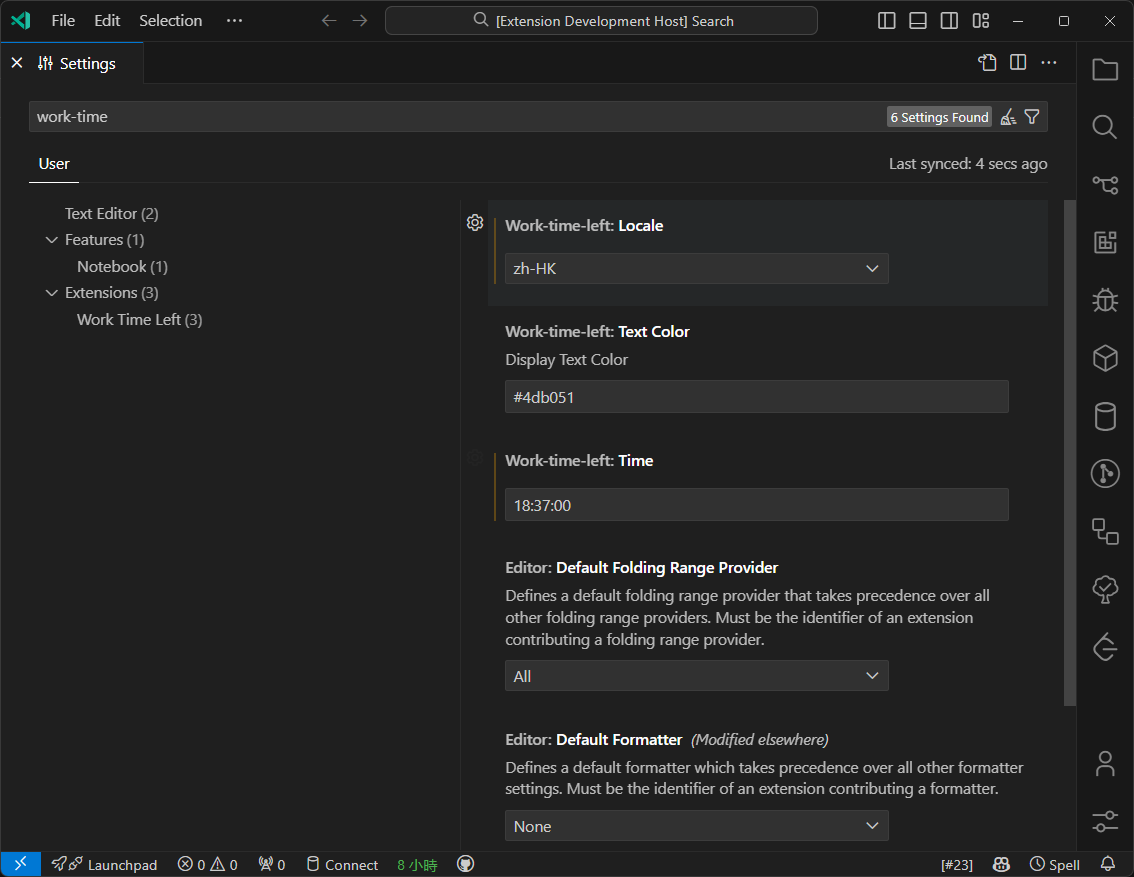 File Edit Selection ··· [Extension Development Host] Search
Settings
work-time 6 Settings Found
User Last synced: 4 secs ago
Text Editor (2)
Features (1)
Notebook (1)
Extensions (3)
Work Time Left (3)
Work-time-left: Locale
zh-HK
Work-time-left: Text Color
Display Text Color
#4db051
Work-time-left: Time
18:37:00
Editor: Default Folding Range Provider
Defines a default folding range provider that takes precedence over all
other folding range providers. Must be the identifier of an extension
contributing a folding range provider.
All
Editor: Default Formatter (Modified elsewhere)
Defines a default formatter which takes precedence over all other formatter
settings. Must be the identifier of an extension contributing a formatter.
None
Launchpad 0 0 0 Connect 8 小時 [#23] Spell